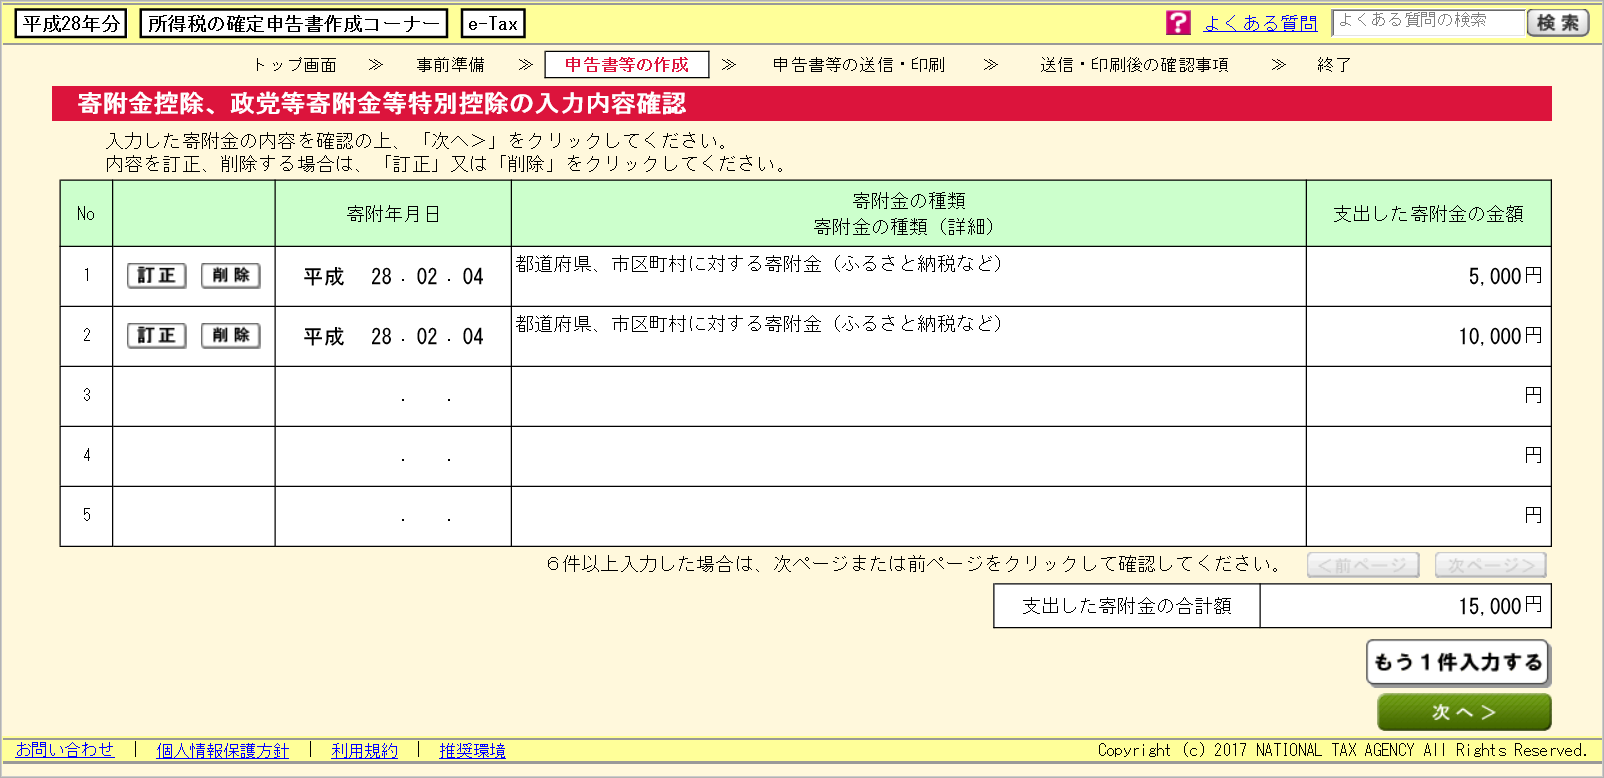 平成28年分 所得税の確定申告書作成コーナー e-Tax ? よくある質問 よくある質問の検索 検索
トップ画面 ≫ 事前準備 ≫ 申告書等の作成 ≫ 申告書等の送信・印刷 ≫ 送信・印刷後の確認事項 ≫ 終了
寄附金控除、政党等寄附金等特別控除の入力内容確認
入力した寄附金の内容を確認の上、「次へ>」をクリックしてください。
内容を訂正、削除する場合は、「訂正」又は「削除」をクリックしてください。
No 寄附年月日 寄附金の種類 支出した寄附金の金額
寄附金の種類（詳細）
1 訂正 削除 平成 28 . 02 . 04 都道府県、市区町村に対する寄附金（ふるさと納税など） 5,000円
2 訂正 削除 平成 28 . 02 . 04 都道府県、市区町村に対する寄附金（ふるさと納税など） 10,000円
3 . . 円
4 . . 円
5 . . 円
６件以上入力した場合は、次ページまたは前ページをクリックして確認してください。 <前ページ 次ページ>
支出した寄附金の合計額 15,000円
もう１件入力する
次へ>
お問い合わせ | 個人情報保護方針 | 利用規約 | 推奨環境 Copyright (c) 2017 NATIONAL TAX AGENCY All Rights Reserved.